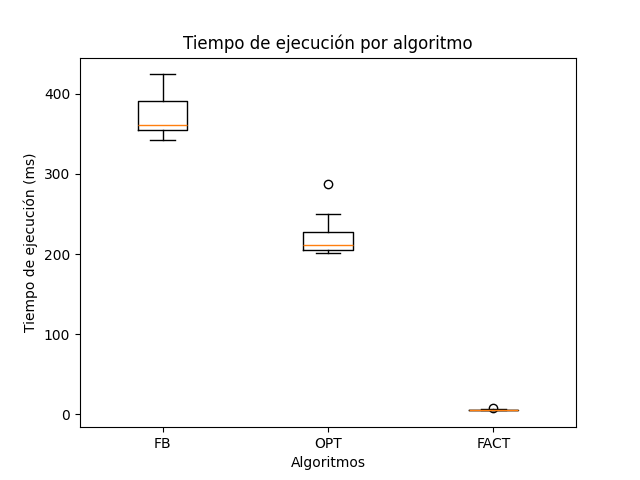 Tiempo de ejecución por algoritmo
Tiempo de ejecución (ms)
400
300
200
100
0
FB
OPT
FACT
Algoritmos